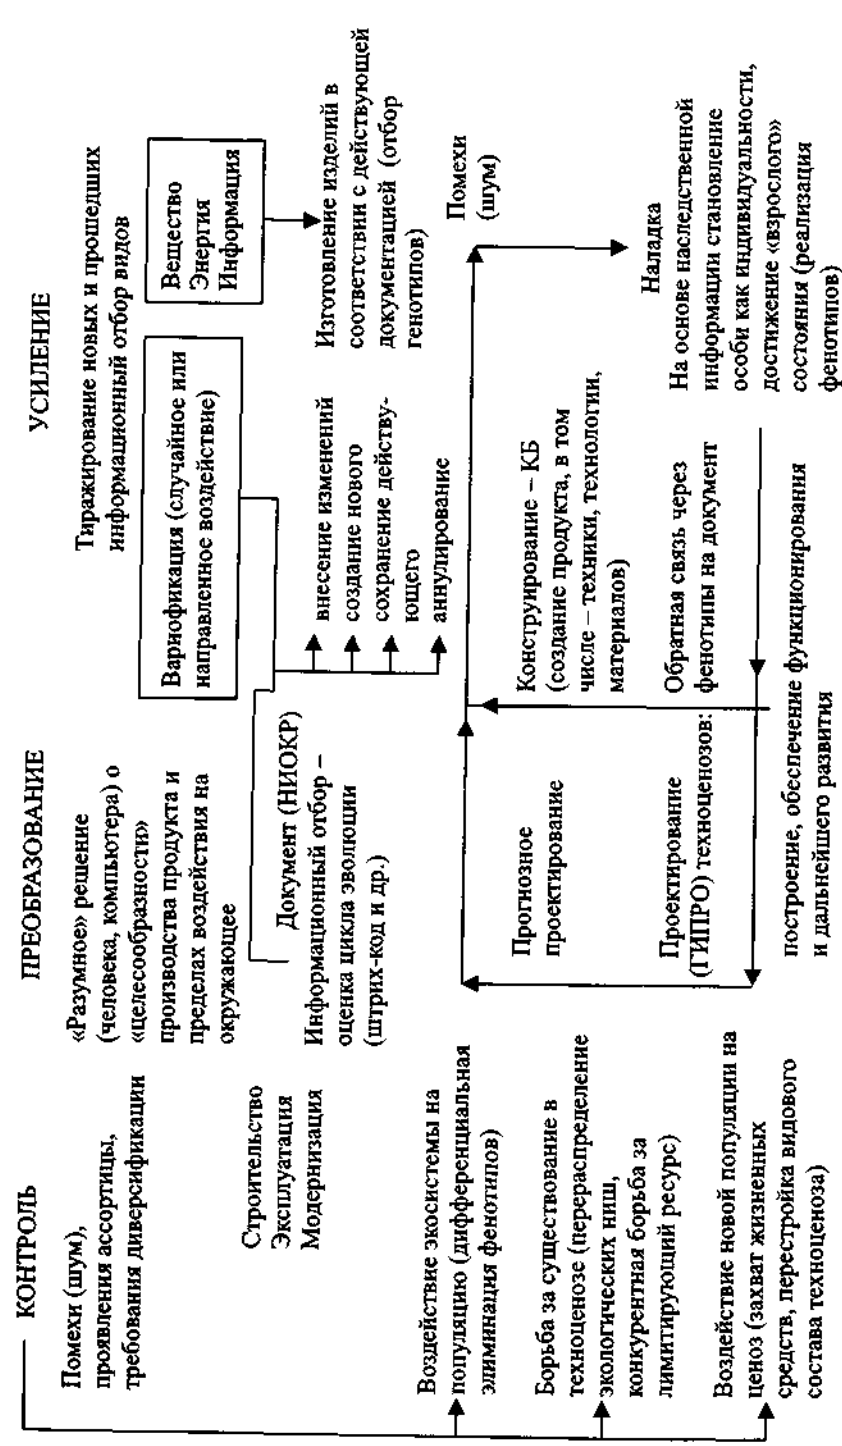 КОНТРОЛЬ
Помехи (шум),
проявления ассортицы,
требования диверсификации
Строительство
Эксплуатация
Модернизация
Воздействие экосистемы на
популяцию (дифференциальная
элиминация фенотипов)
Борьба за существование в
техноценозе (перераспределение
экологических ниш,
конкурентная борьба за
лимитирующий ресурс)
Воздействие новой популяции на
ценоз (захват жизненных
средств, перестройка видового
состава техноценоза)
ПРЕОБРАЗОВАНИЕ
«Разумное» решение
(человека, компьютера) о
«целесообразности»
производства продукта и
пределах воздействия на
окружающее
Документ (НИОКР)
Информационный отбор –
оценка цикла эволюции
(штрих-код и др.)
Прогнозное
проектирование
Проектирование
(ГИПРО) техноценозов:
построение, обеспечение функционирования
и дальнейшего развития
УСИЛЕНИЕ
Тиражирование новых и прошедших
информационный отбор видов
Вариофикация (случайное или
направленное воздействие)
Вещество
Энергия
Информация
внесение изменений
создание нового
сохранение действу-
ющего
аннулирование
Изготовление изделий в
соответствии с действующей
документацией (отбор
генотипов)
Конструирование – КБ
(создание продукта, в том
числе – техники, технологии,
материалов)
Помехи
(шум)
Обратная связь через
фенотипы на документ
Наладка
На основе наследственной
информации становление
особи как индивидуальности,
достижение «взрослого»
состояния (реализация
фенотипов)